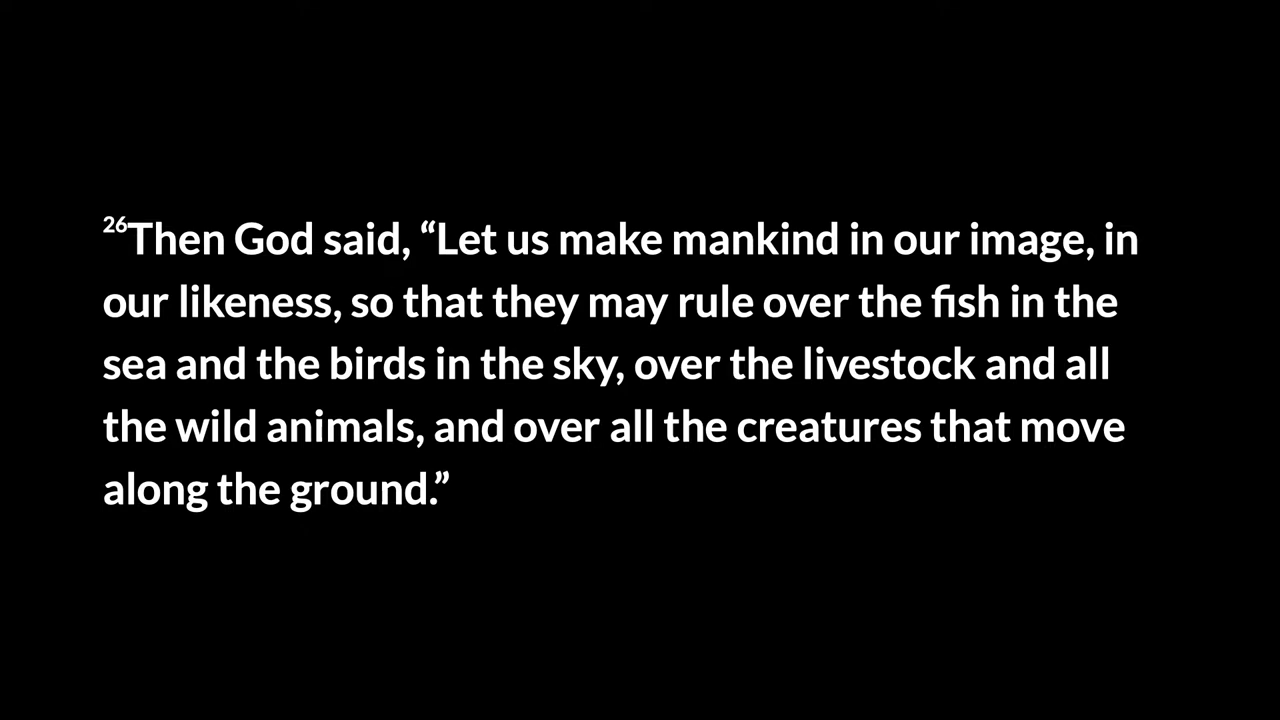 26Then God said, “Let us make mankind in our image, in
our likeness, so that they may rule over the fish in the
sea and the birds in the sky, over the livestock and all
the wild animals, and over all the creatures that move
along the ground.”